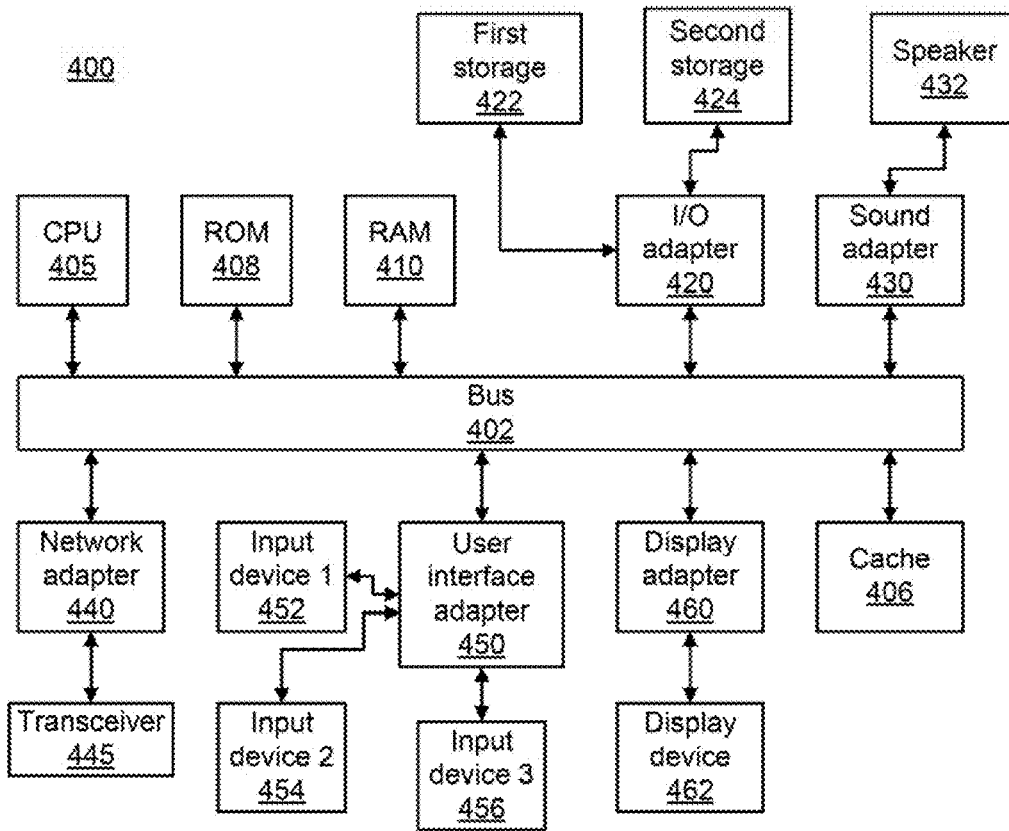 400
First
storage
422
Second
storage
424
Speaker
432
CPU
405
ROM
408
RAM
410
I/O
adapter
420
Sound
adapter
430
Bus
402
Network
adapter
440
Input
device 1
452
User
interface
adapter
450
Display
adapter
460
Cache
406
Transceiver
445
Input
device 2
454
Input
device 3
456
Display
device
462